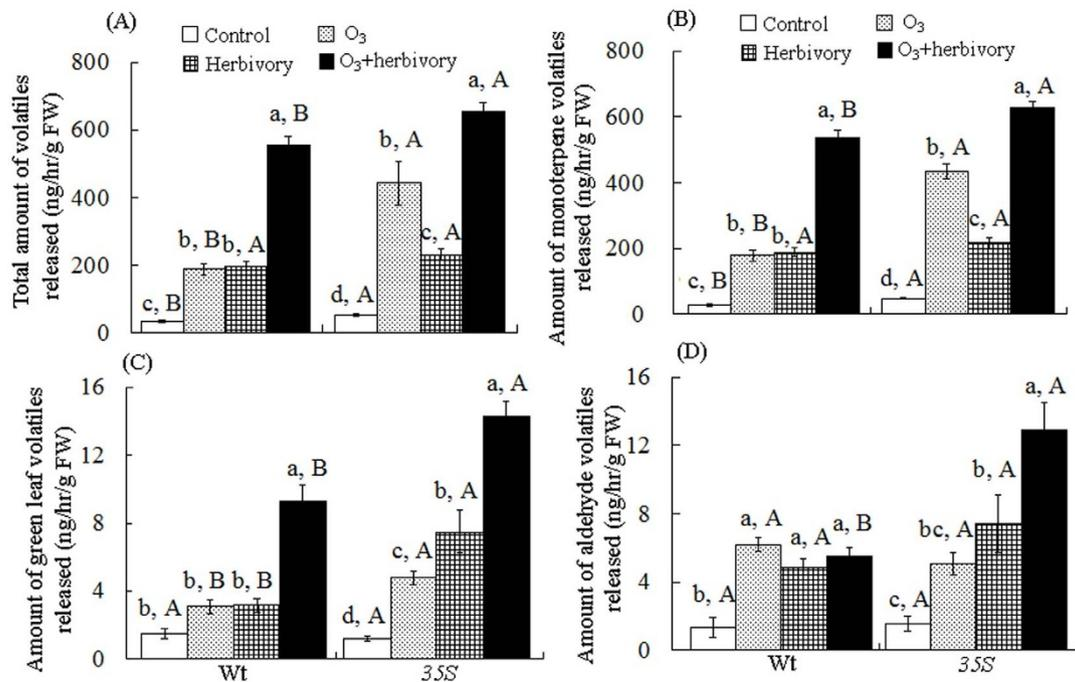 (A)
Control
O₃
Herbivory
O₃+herbivory
Total amount of volatiles
released (ng/hr/g FW)
800
600
400
200
0
c, B
b, B
b, A
a, B
d, A
b, A
c, A
a, A
(B)
Control
O₃
Herbivory
O₃+herbivory
Amount of monoterpene volatiles
released (ng/hr/g FW)
800
600
400
200
0
c, B
b, B
b, A
a, B
d, A
b, A
c, A
a, A
(C)
Amount of green leaf volatiles
released (ng/hr/g FW)
16
12
8
4
0
b, A
b, B
b, B
a, B
d, A
c, A
b, A
a, A
Wt
35S
(D)
Amount of aldehyde volatiles
released (ng/hr/g FW)
16
12
8
4
0
b, A
a, A
a, A
a, B
c, A
bc, A
b, A
a, A
Wt
35S